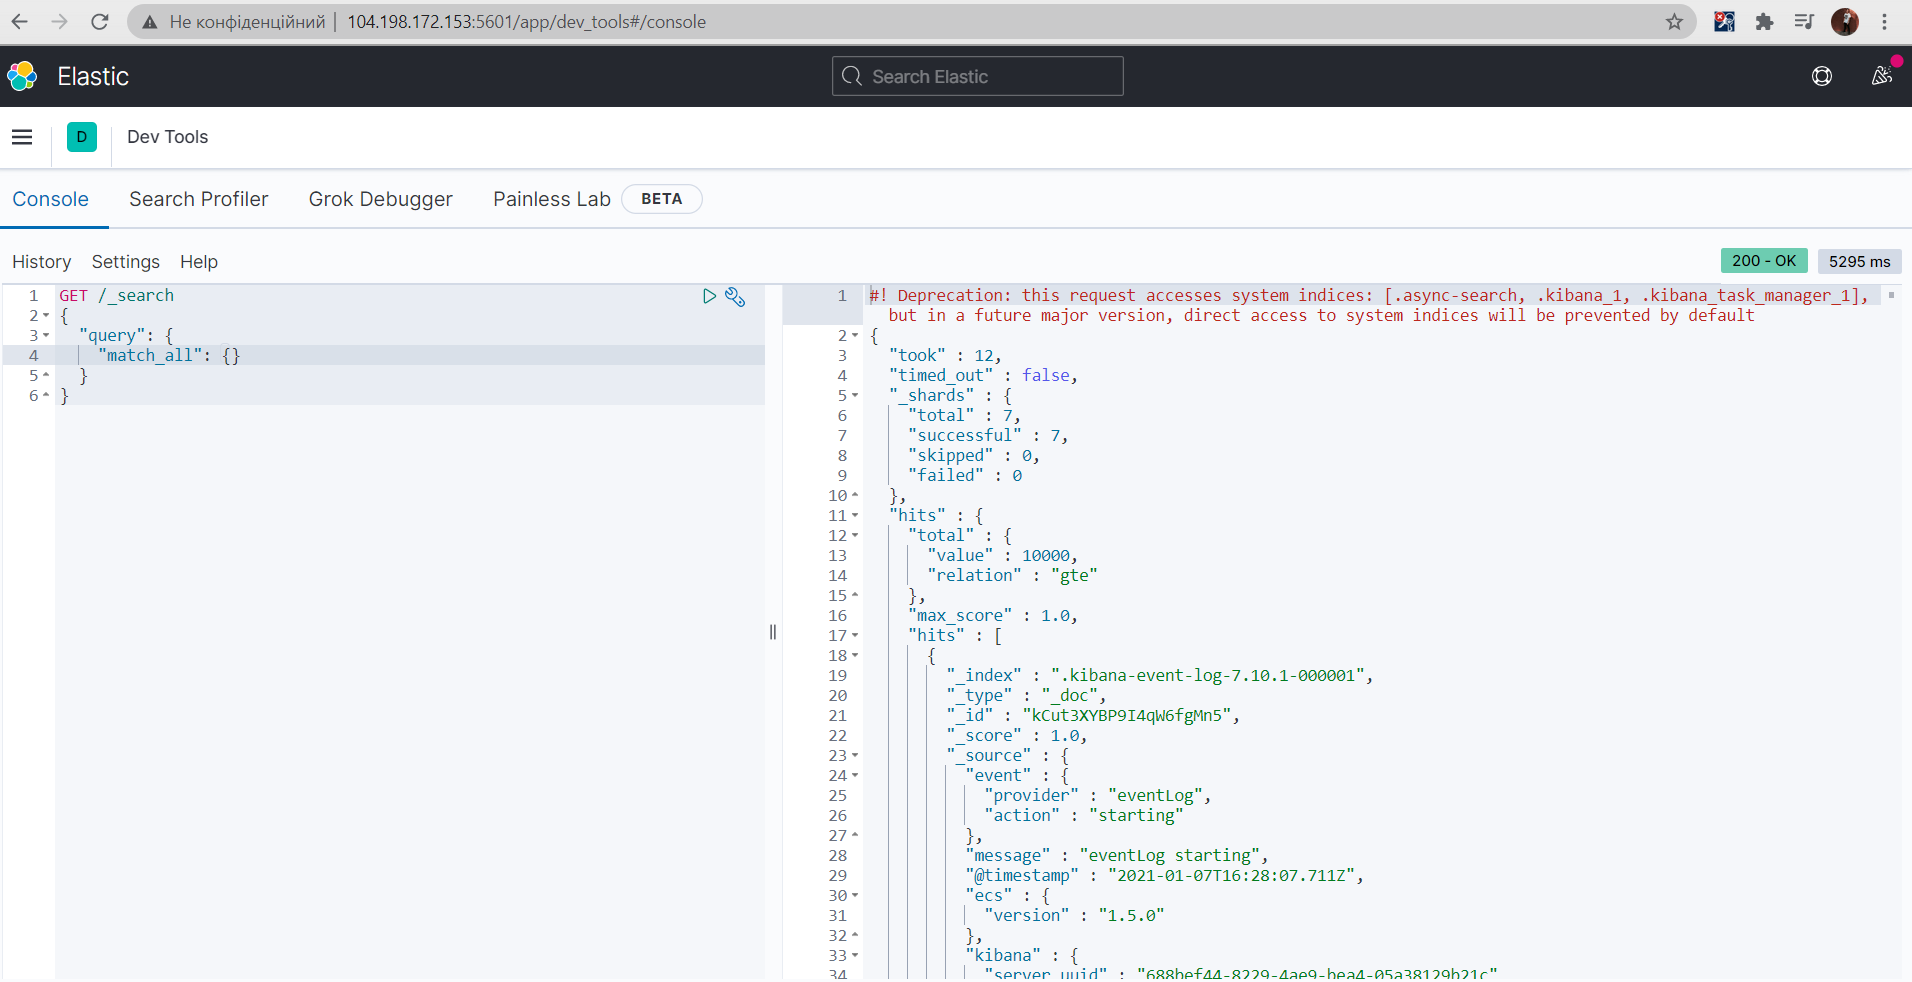 Не конфіденційний | 104.198.172.153:5601/app/dev_tools#/console
Elastic
Search Elastic
D Dev Tools
Console Search Profiler Grok Debugger Painless Lab BETA
History Settings Help
200 - OK 5295 ms
1 GET /_search
2 {
3 "query": {
4 "match_all": {}
5 }
6 }
1 #! Deprecation: this request accesses system indices: [.async-search, .kibana_1, .kibana_task_manager_1],
but in a future major version, direct access to system indices will be prevented by default
2 {
3 "took" : 12,
4 "timed_out" : false,
5 "_shards" : {
6 "total" : 7,
7 "successful" : 7,
8 "skipped" : 0,
9 "failed" : 0
10 },
11 "hits" : {
12 "total" : {
13 "value" : 10000,
14 "relation" : "gte"
15 },
16 "max_score" : 1.0,
17 "hits" : [
18 {
19 "_index" : ".kibana-event-log-7.10.1-000001",
20 "_type" : "_doc",
21 "_id" : "kCut3XYBP9I4qW6fgMn5",
22 "_score" : 1.0,
23 "_source" : {
24 "event" : {
25 "provider" : "eventLog",
26 "action" : "starting"
27 },
28 "message" : "eventLog starting",
29 "@timestamp" : "2021-01-07T16:28:07.711Z",
30 "ecs" : {
31 "version" : "1.5.0"
32 },
33 "kibana" : {
34 "server_uuid" : "688bef44-8229-4ae9-bea4-05a38129b21c"